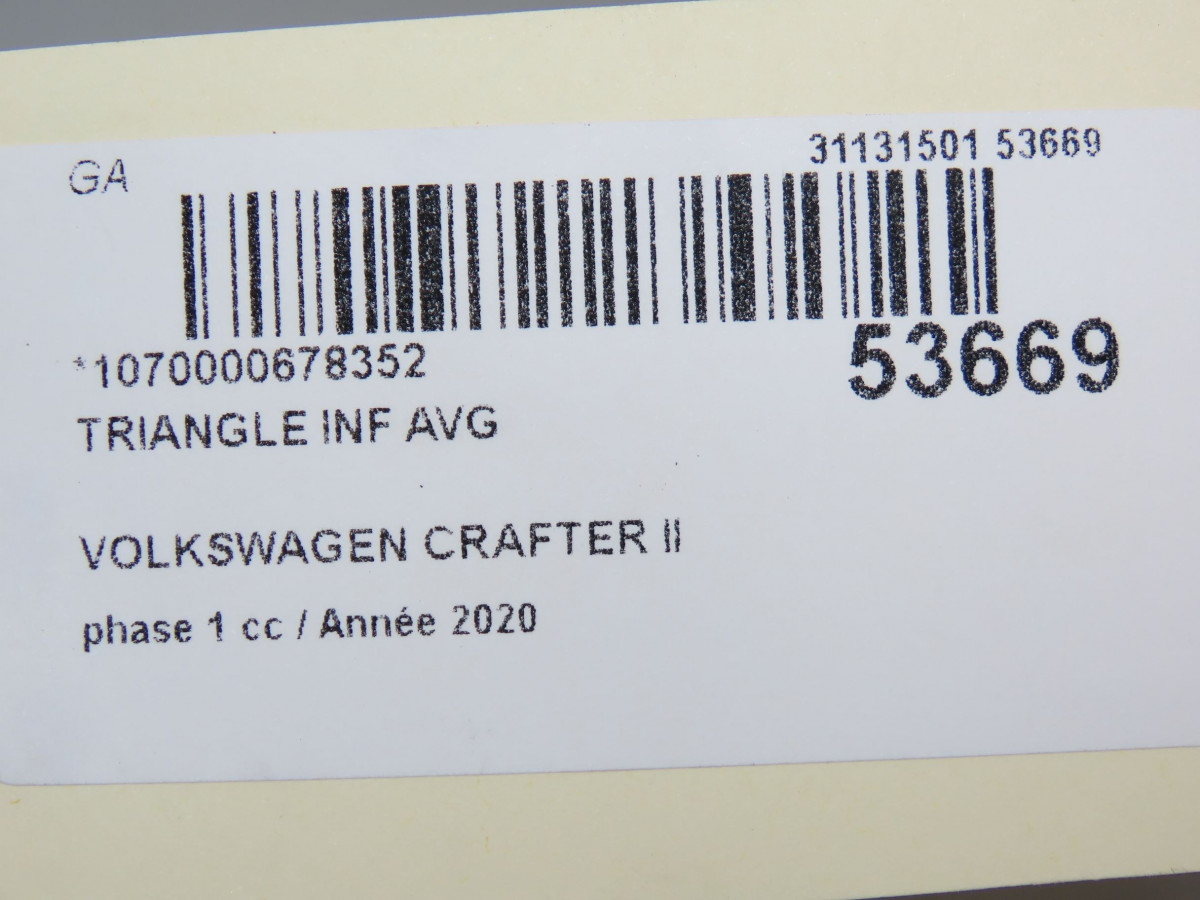 GA
31131501 53669
*1070000678352
53669
TRIANGLE INF AVG
VOLKSWAGEN CRAFTER II
phase 1 cc / Année 2020